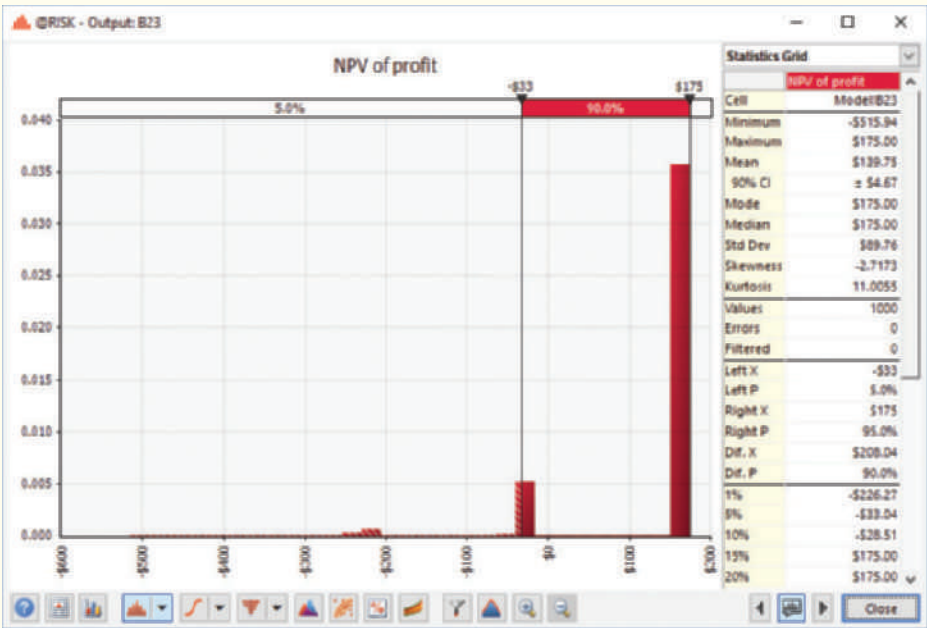 @RISK - Output: B23
NPV of profit
-$33 $175
5.0% 90.0%
0.040
0.035
0.030
0.025
0.020
0.015
0.010
0.005
0.000
-$600 -$500 -$400 -$300 -$200 -$100 $0 $100 $200
Statistics Grid
NPV of profit
Cell Model!B23
Minimum -$515.94
Maximum $175.00
Mean $139.75
90% CI ± $4.67
Mode $175.00
Median $175.00
Std Dev $89.76
Skewness -2.7173
Kurtosis 11.0055
Values 1000
Errors 0
Filtered 0
Left X -$33
Left P 5.0%
Right X $175
Right P 95.0%
Dif. X $208.04
Dif. P 90.0%
1% -$226.27
5% -$33.04
10% -$28.51
15% $175.00
20% $175.00
Close